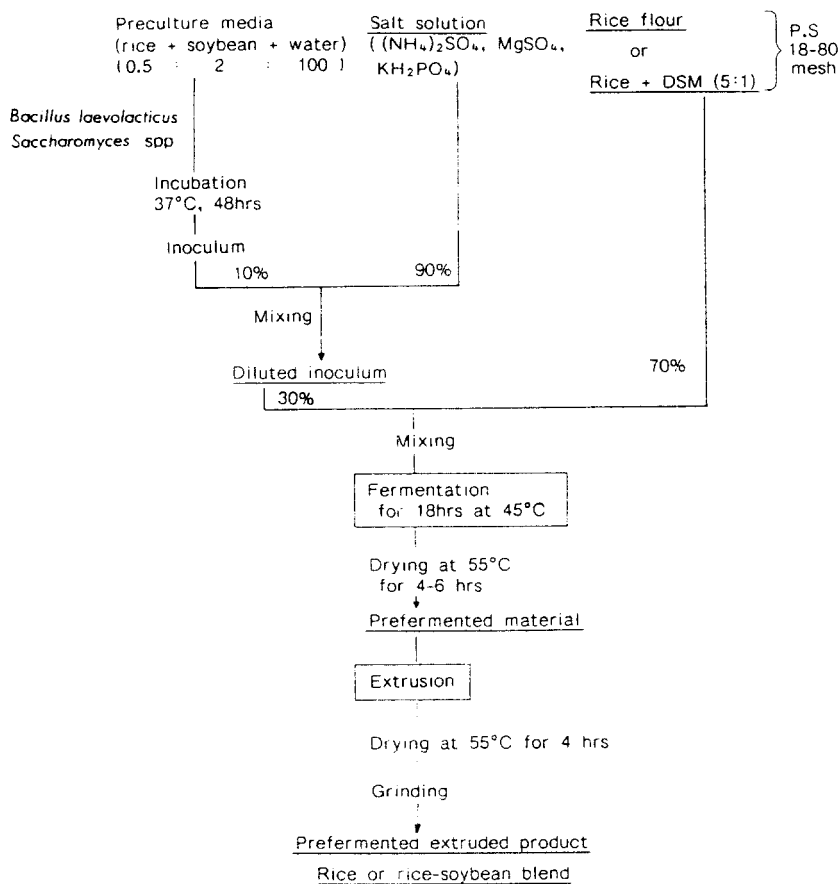 Preculture media
(rice + soybean + water)
(0.5 : 2 : 100)
Salt solution
((NH₄)₂SO₄, MgSO₄,
KH₂PO₄)
Rice flour
or
Rice + DSM (5:1)
P.S
18-80
mesh
Bacillus laevolacticus
Saccharomyces spp
Incubation
37°C, 48hrs
Inoculum
10%
90%
Mixing
Diluted inoculum
30%
70%
Mixing
Fermentation
for 18hrs at 45°C
Drying at 55°C
for 4-6 hrs
Prefermented material
Extrusion
Drying at 55°C for 4 hrs
Grinding
Prefermented extruded product
Rice or rice-soybean blend